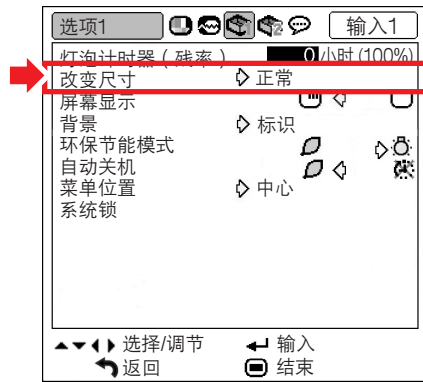 选项1 输入1
灯泡计时器（残率） 0小时(100%)
改变尺寸 正常
屏幕显示
背景 标识
环保节能模式
自动关机
菜单位置 中心
系统锁
选择/调节 输入
返回 结束